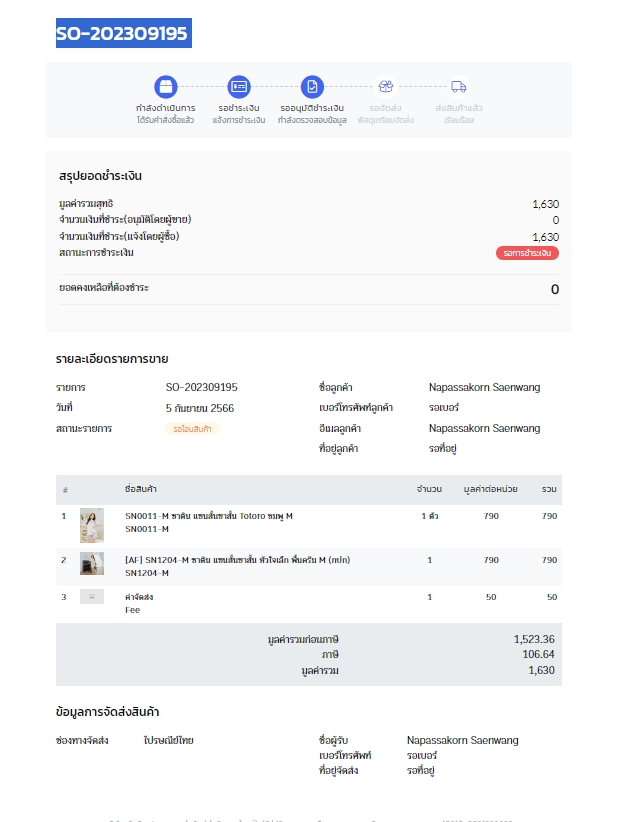 SO-202309195
กำลังดำเนินการ รอชำระเงิน รออนุมัติชำระเงิน รอจัดส่ง ส่งสินค้าแล้ว
ได้รับคำสั่งซื้อแล้ว แจ้งการชำระเงิน กำลังตรวจสอบข้อมูล พัสดุเตรียมจัดส่ง เรียบร้อย
สรุปยอดชำระเงิน
มูลค่ารวมสุทธิ 1,630
จำนวนเงินที่ชำระ(อนุมัติโดยผู้ขาย) 0
จำนวนเงินที่ชำระ(แจ้งโดยผู้ซื้อ) 1,630
สถานะการชำระเงิน รอการชำระเงิน
ยอดคงเหลือที่ต้องชำระ 0
รายละเอียดรายการขาย
รายการ SO-202309195 ชื่อลูกค้า Napassakorn Saenwang
วันที่ 5 กันยายน 2566 เบอร์โทรศัพท์ลูกค้า รอเบอร์
สถานะรายการ รอโอนสินค้า อีเมลลูกค้า Napassakorn Saenwang
ที่อยู่ลูกค้า รอที่อยู่
# ชื่อสินค้า จำนวน มูลค่าต่อหน่วย รวม
1 SN0011-M ซาติน แขนสั้นขาสั้น Totoro ชมพู M 1 ตัว 790 790
SN0011-M
2 [AF] SN1204-M ซาติน แขนสั้นขาสั้น หัวใจเล็ก พื้นครีม M (กปก) 1 790 790
SN1204-M
3 ค่าจัดส่ง 1 50 50
Fee
มูลค่ารวมก่อนภาษี 1,523.36
ภาษี 106.64
มูลค่ารวม 1,630
ข้อมูลการจัดส่งสินค้า
ช่องทางจัดส่ง ไปรษณีย์ไทย ชื่อผู้รับ Napassakorn Saenwang
เบอร์โทรศัพท์ รอเบอร์
ที่อยู่จัดส่ง รอที่อยู่